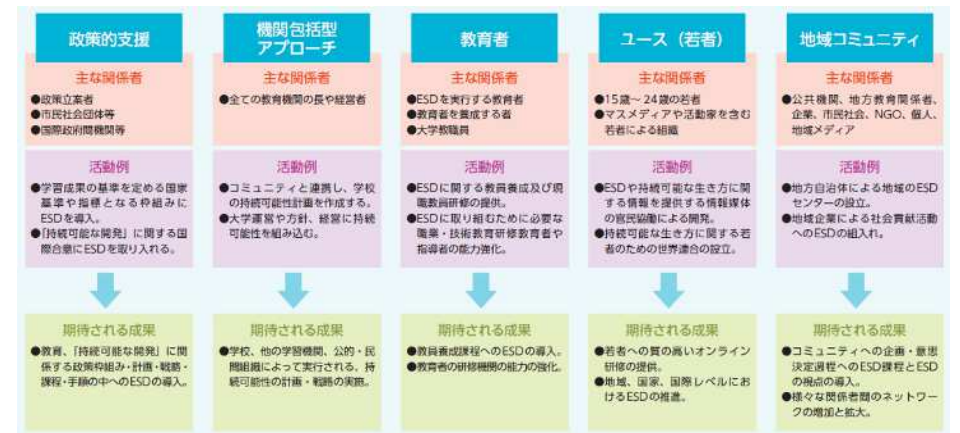 政策的支援
主な関係者
●政策立案者
●市民社会団体等
●国際政府間機関等
活動例
●学習成果の基準を定める国家
基準や指標となる枠組みに
ESDを導入。
●「持続可能な開発」に関する国
際合意にESDを取り入れる。
期待される成果
●教育、「持続可能な開発」に関
係する政策枠組み・計画・戦略・
課程・手順の中へのESDの導入。
機関包括型
アプローチ
主な関係者
●全ての教育機関の長や経営者
活動例
●コミュニティと連携し、学校
の持続可能性計画を作成する。
●大学運営や方針、経営に持続
可能性を組み込む。
期待される成果
●学校、他の学習機関、公的・民
間組織によって実行される、持
続可能性の計画・戦略の実施。
教育者
主な関係者
●ESDを実行する教育者
●教育者を養成する者
●大学教職員
活動例
●ESDに関する教員養成及び現
職教員研修の提供。
●ESDに取り組むために必要な
職業・技術教育研修教育者や
指導者の能力強化。
期待される成果
●教員養成課程へのESDの導入。
●教育者の研修機関の能力の強化。
ユース（若者）
主な関係者
●15歳～24歳の若者
●マスメディアや活動家を含む
若者による組織
活動例
●ESDや持続可能な生き方に関
する情報を提供する情報媒体
の官民協働による開発。
●持続可能な生き方に関する若
者のための世界連合の設立。
期待される成果
●若者への質の高いオンライン
研修の提供。
●地域、国家、国際レベルにお
けるESDの推進。
地域コミュニティ
主な関係者
●公共機関、地方教育関係者、
企業、市民社会、NGO、個人、
地域メディア
活動例
●地方自治体による地域のESD
センターの設立。
●地域企業による社会貢献活動
へのESDの組入れ。
期待される成果
●コミュニティへの企画・意思
決定過程へのESD課程とESD
の視点の導入。
●様々な関係者間のネットワー
クの増加と拡大。